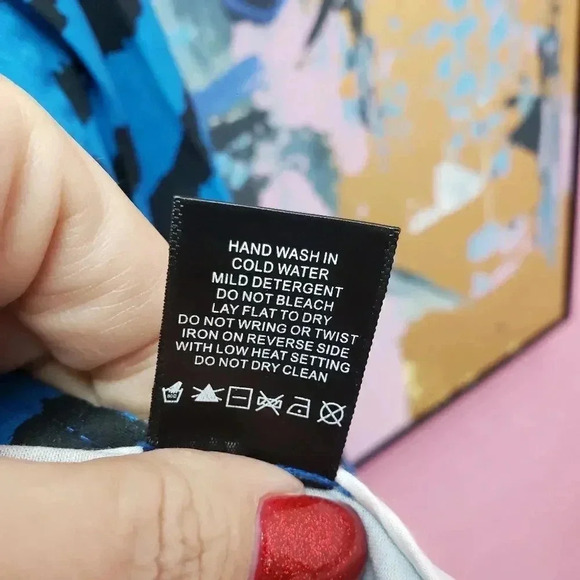 HAND WASH IN
COLD WATER
MILD DETERGENT
DO NOT BLEACH
LAY FLAT TO DRY
DO NOT WRING OR TWIST
IRON ON REVERSE SIDE
WITH LOW HEAT SETTING
DO NOT DRY CLEAN